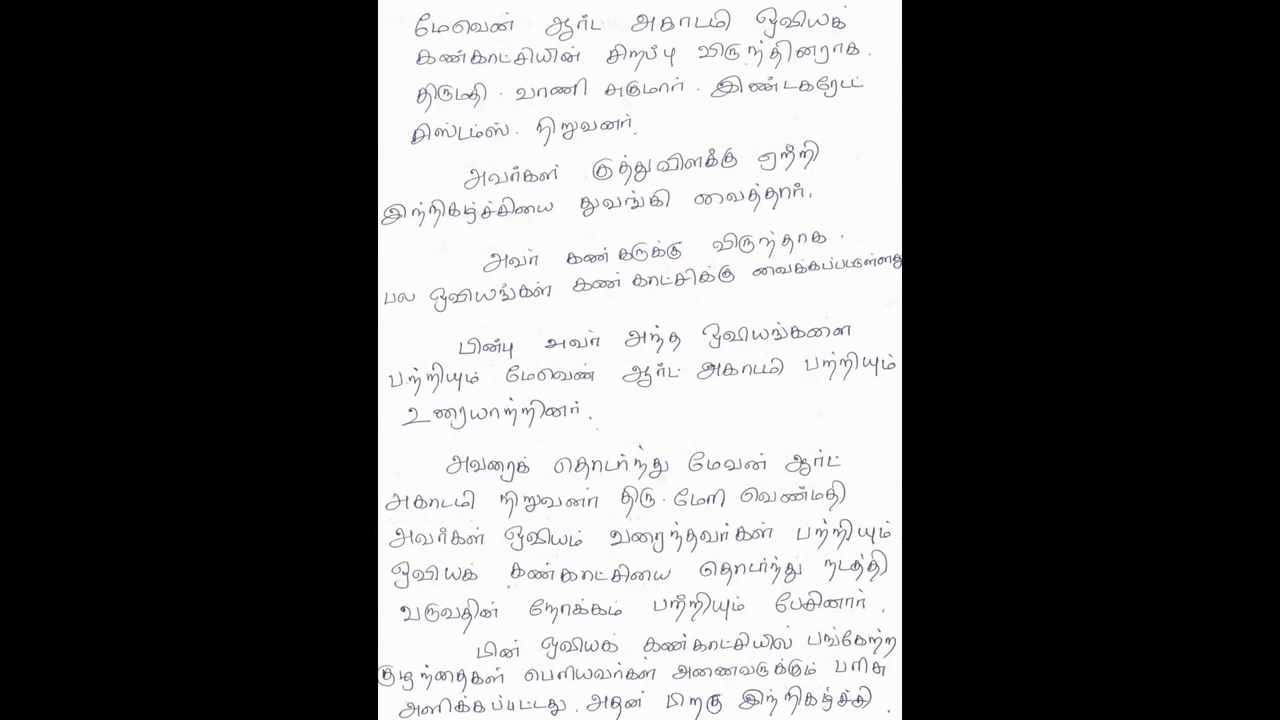 மேவென் ஆர்ட் அகாடமி ஓவியக்
கண்காட்சியின் சிறப்பு விருந்தினராக.
திருமதி. வாணி சுகுமார். இண்டகரேட்
சிஸ்டம்ஸ். நிறுவனர்.
அவர்கள் குத்துவிளக்கு ஏற்றி
இந்நிகழ்ச்சியை துவங்கி வைத்தார்.
அவர் கண்களுக்கு விருந்தாக.
பல ஓவியங்கள் கண்காட்சிக்கு வைக்கப்பட்டுள்ளது
பின்பு அவர் அந்த ஓவியங்களை
பற்றியும் மேவென் ஆர்ட் அகாடமி பற்றியும்
உரையாற்றினர்.
அவரைக் தொடர்ந்து மேவன் ஆர்ட்
அகாடமி நிறுவனர் திரு. மேரி வெண்மதி
அவர்கள் ஓவியம் வரைந்தவர்கள் பற்றியும்
ஓவியக் கண்காட்சியை தொடர்ந்து நடத்தி
வருவதின் நோக்கம் பற்றியும் பேசினார்.
பின் ஓவியக் கண்காட்சியில் பங்கேற்ற
குழந்தைகள் பெரியவர்கள் அனைவருக்கும் பரிசு
அளிக்கப்பட்டது. அதன் பிறகு இந்நிகழ்ச்சி.